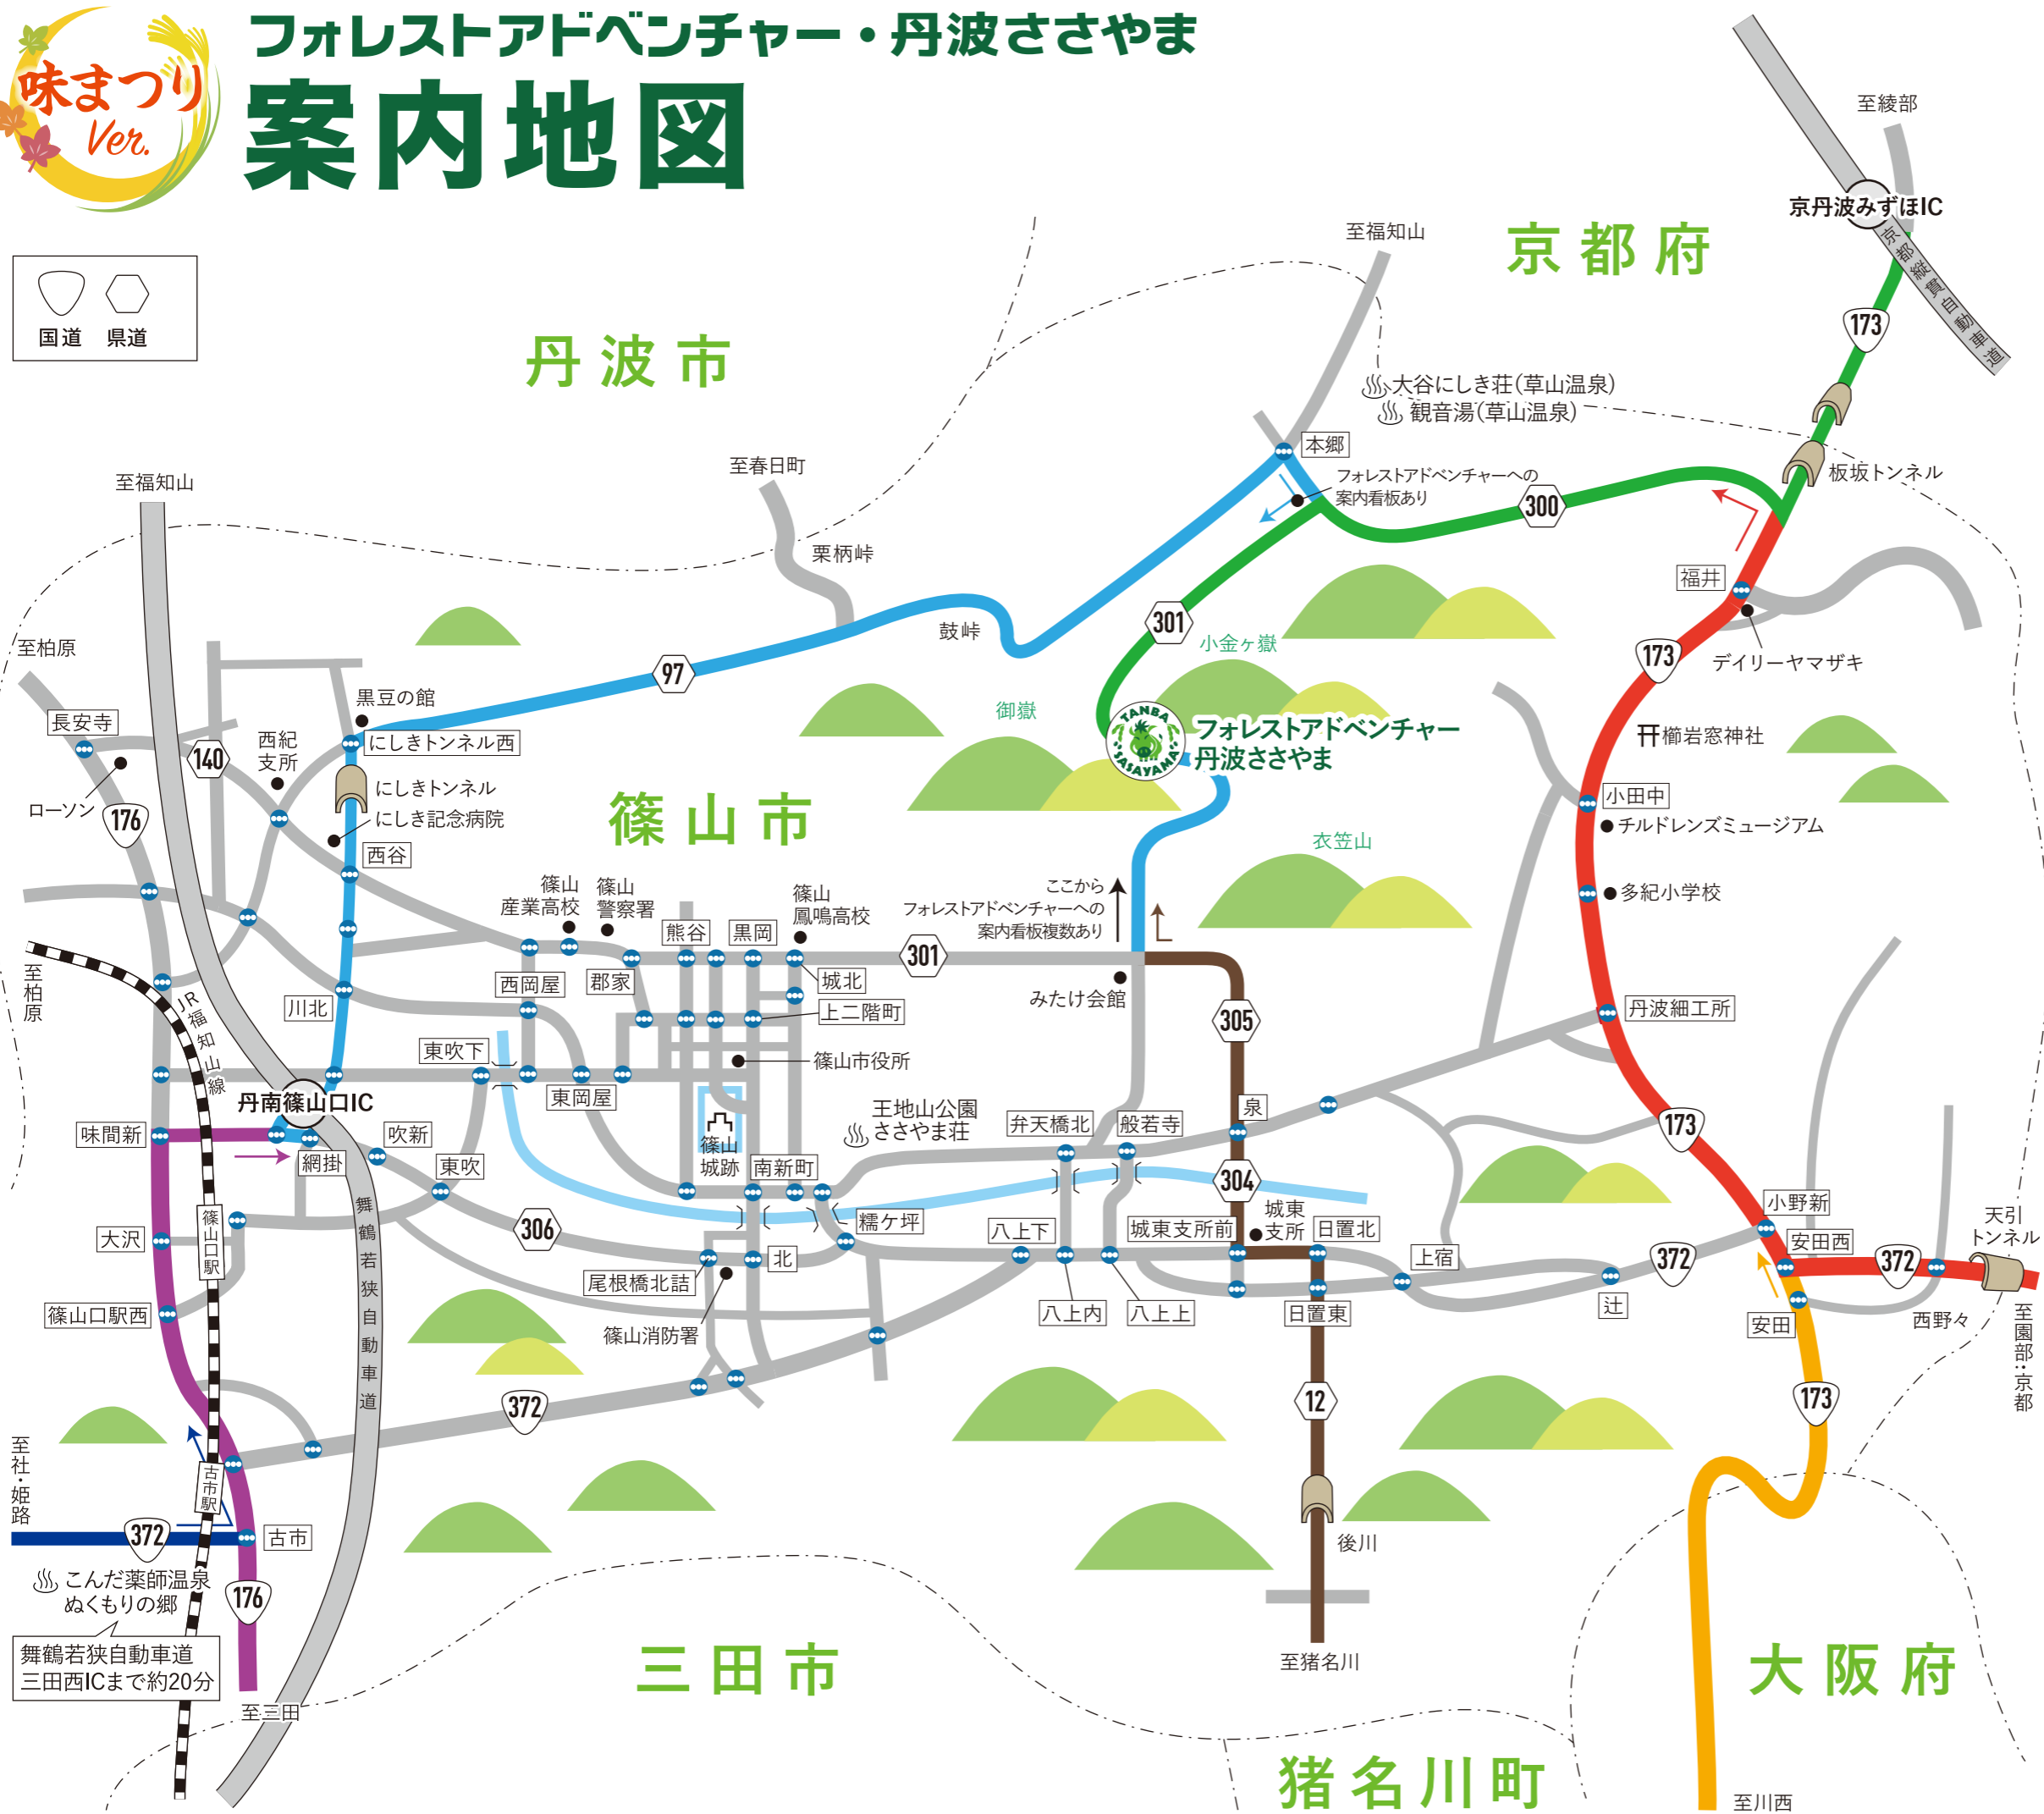 味まつり
Ver.
フォレストアドベンチャー・丹波ささやま
案内地図
国道
県道
至綾部
京丹波みずほIC
京都縦貫自動車道
京都府
至福知山
173
丹波市
大谷にしき荘(草山温泉)
観音湯(草山温泉)
板坂トンネル
本郷
フォレストアドベンチャーへの
案内看板あり
300
至春日町
至福知山
栗柄峠
福井
鼓峠
301
小金ヶ嶽
173
デイリーヤマザキ
至柏原
97
黒豆の館
長安寺
西紀
支所
にしきトンネル西
140
御嶽
TANBA
SASAYAMA
フォレストアドベンチャー
丹波ささやま
櫛岩窓神社
ローソン
176
にしきトンネル
にしき記念病院
篠山市
小田中
チルドレンズミュージアム
西谷
衣笠山
篠山
産業高校
篠山
警察署
篠山
鳳鳴高校
ここから
フォレストアドベンチャーへの
案内看板複数あり
多紀小学校
熊谷
黒岡
301
至柏原
西岡屋
郡家
城北
みたけ会館
JR福知山線
川北
上二階町
305
丹波細工所
東吹下
篠山市役所
丹南篠山口IC
東岡屋
王地山公園
ささやま荘
弁天橋北
般若寺
泉
味間新
吹新
篠山
城跡
173
網掛
東吹
南新町
304
舞鶴若狭自動車道
篠山口駅
大沢
306
糯ケ坪
八上下
城東支所前
城東
支所
日置北
小野新
天引
トンネル
安田西
尾根橋北詰
北
上宿
372
372
篠山口駅西
篠山消防署
八上内
八上上
日置東
辻
安田
西野々
至園部・京都
372
12
173
至社・姫路
古市駅
372
古市
後川
こんだ薬師温泉
ぬくもりの郷
176
舞鶴若狭自動車道
三田西ICまで約20分
三田市
至猪名川
大阪府
至三田
猪名川町
至川西